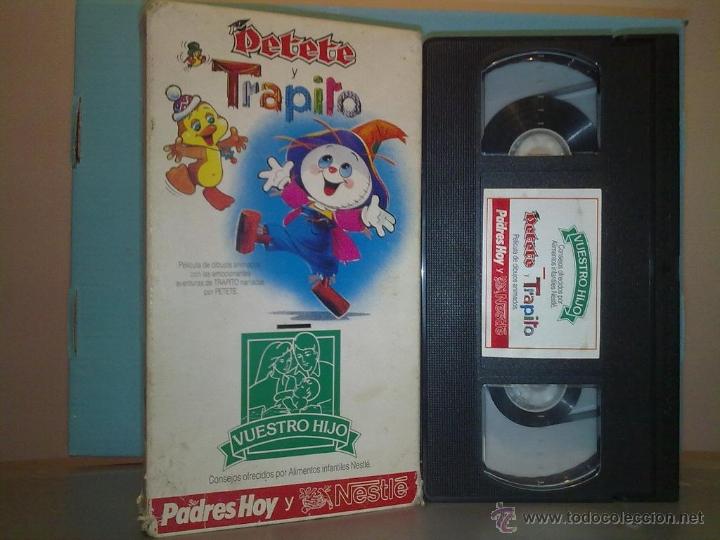 Petete
y
Trapito
Película de dibujos animados
con las emocionantes
aventuras de TRAPITO narradas
por PETETE.
VUESTRO HIJO
Consejos ofrecidos por Alimentos infantiles Nestlé.
Padres Hoy y Nestlé
VUESTRO HIJO
Consejos ofrecidos por
Alimentos infantiles Nestlé.
Petete y Trapito
Película de dibujos animados.
Padres Hoy y Nestlé
www.todocoleccion.net